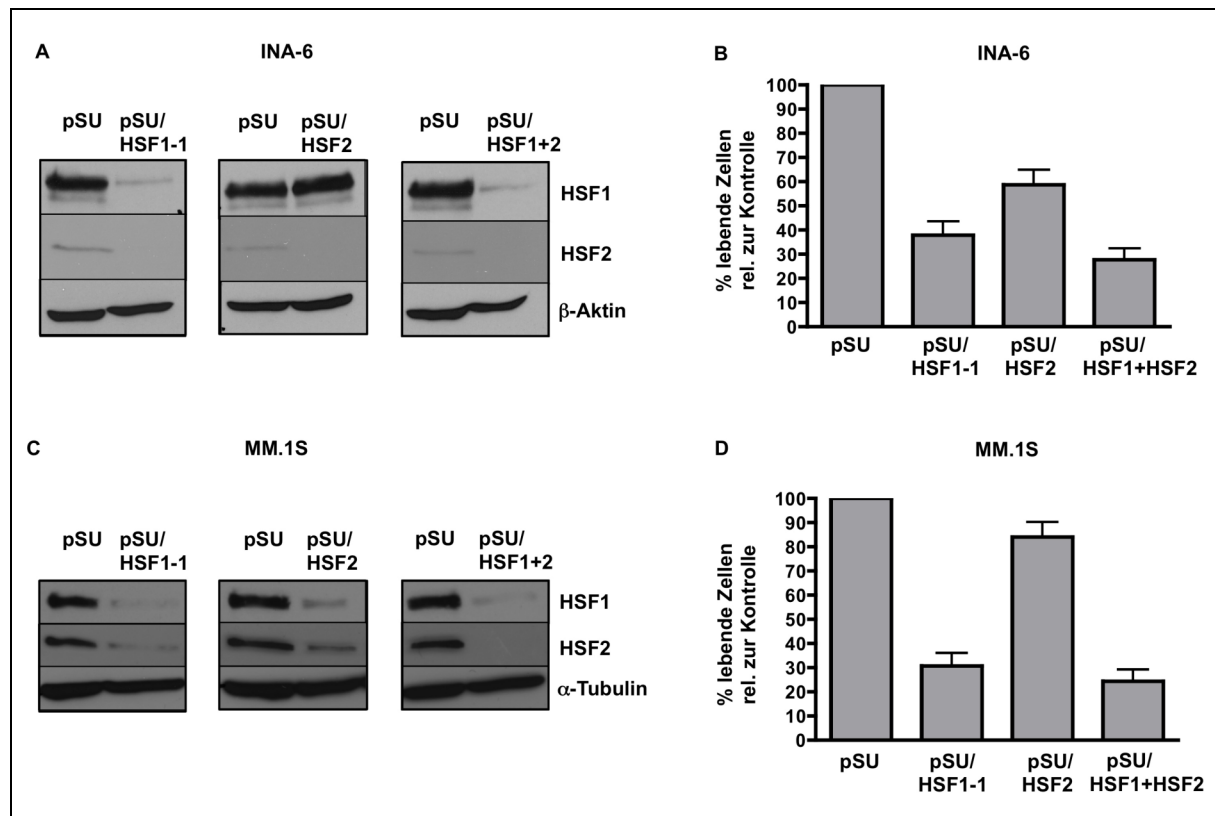 A
INA-6
pSU
pSU/
HSF1-1
pSU
pSU/
HSF2
pSU
pSU/
HSF1+2
HSF1
HSF2
β-Aktin
B
INA-6
% lebende Zellen
rel. zur Kontrolle
100
90
80
70
60
50
40
30
20
10
0
pSU
pSU/
HSF1-1
pSU/
HSF2
pSU/
HSF1+HSF2
C
MM.1S
pSU
pSU/
HSF1-1
pSU
pSU/
HSF2
pSU
pSU/
HSF1+2
HSF1
HSF2
α-Tubulin
D
MM.1S
% lebende Zellen
rel. zur Kontrolle
100
90
80
70
60
50
40
30
20
10
0
pSU
pSU/
HSF1-1
pSU/
HSF2
pSU/
HSF1+HSF2